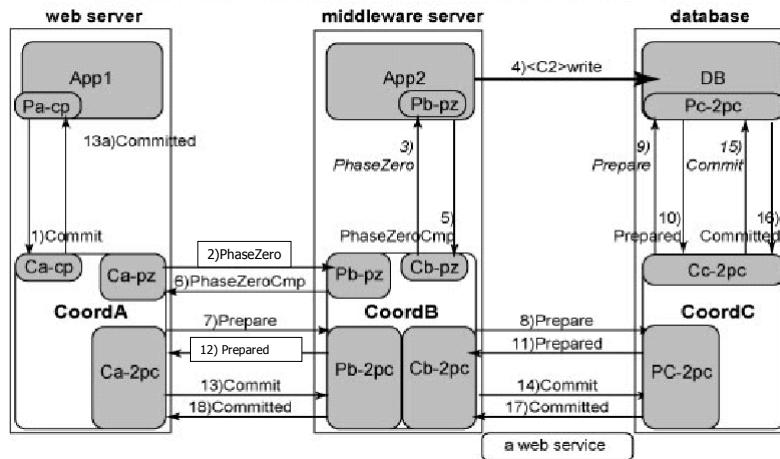 web server
middleware server
database
App1
Pa-cp
App2
Pb-pz
4)<C2>write
DB
Pc-2pc
13a)Committed
3)
PhaseZero
9)
Prepare
15)
Commit
1)Commit
5)
PhaseZeroCmp
10)
Prepared
16)
Committed
Ca-cp
Ca-pz
2)PhaseZero
6)PhaseZeroCmp
Pb-pz
Cb-pz
Cc-2pc
CoordA
CoordB
CoordC
7)Prepare
8)Prepare
12) Prepared
11)Prepared
Ca-2pc
Pb-2pc
Cb-2pc
PC-2pc
13)Commit
14)Commit
18)Committed
17)Committed
a web service